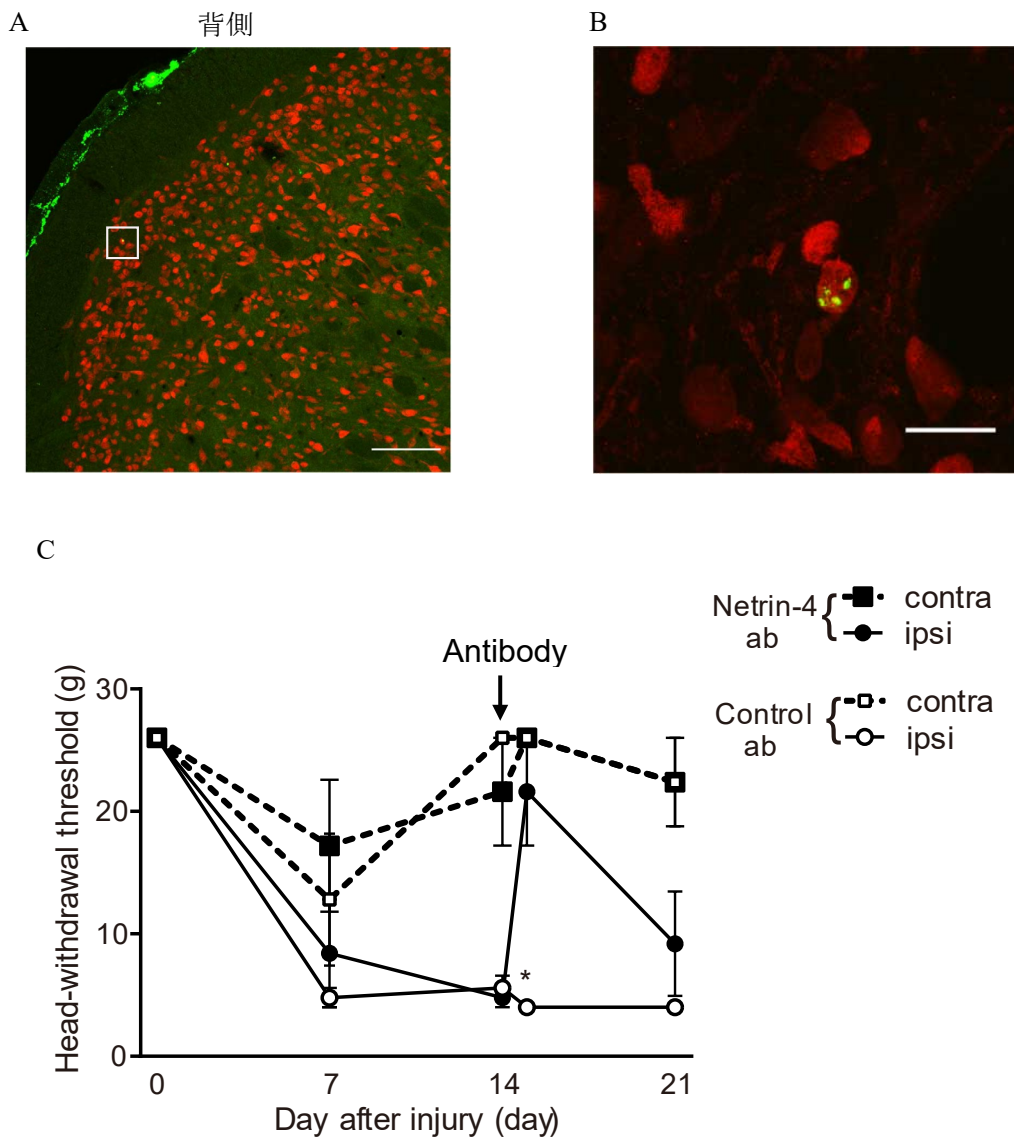 A
背側
B
C
Netrin-4
ab
contra
ipsi
Control
ab
contra
ipsi
Antibody
30
20
10
0
Head-withdrawal threshold (g)
*
0
7
14
21
Day after injury (day)